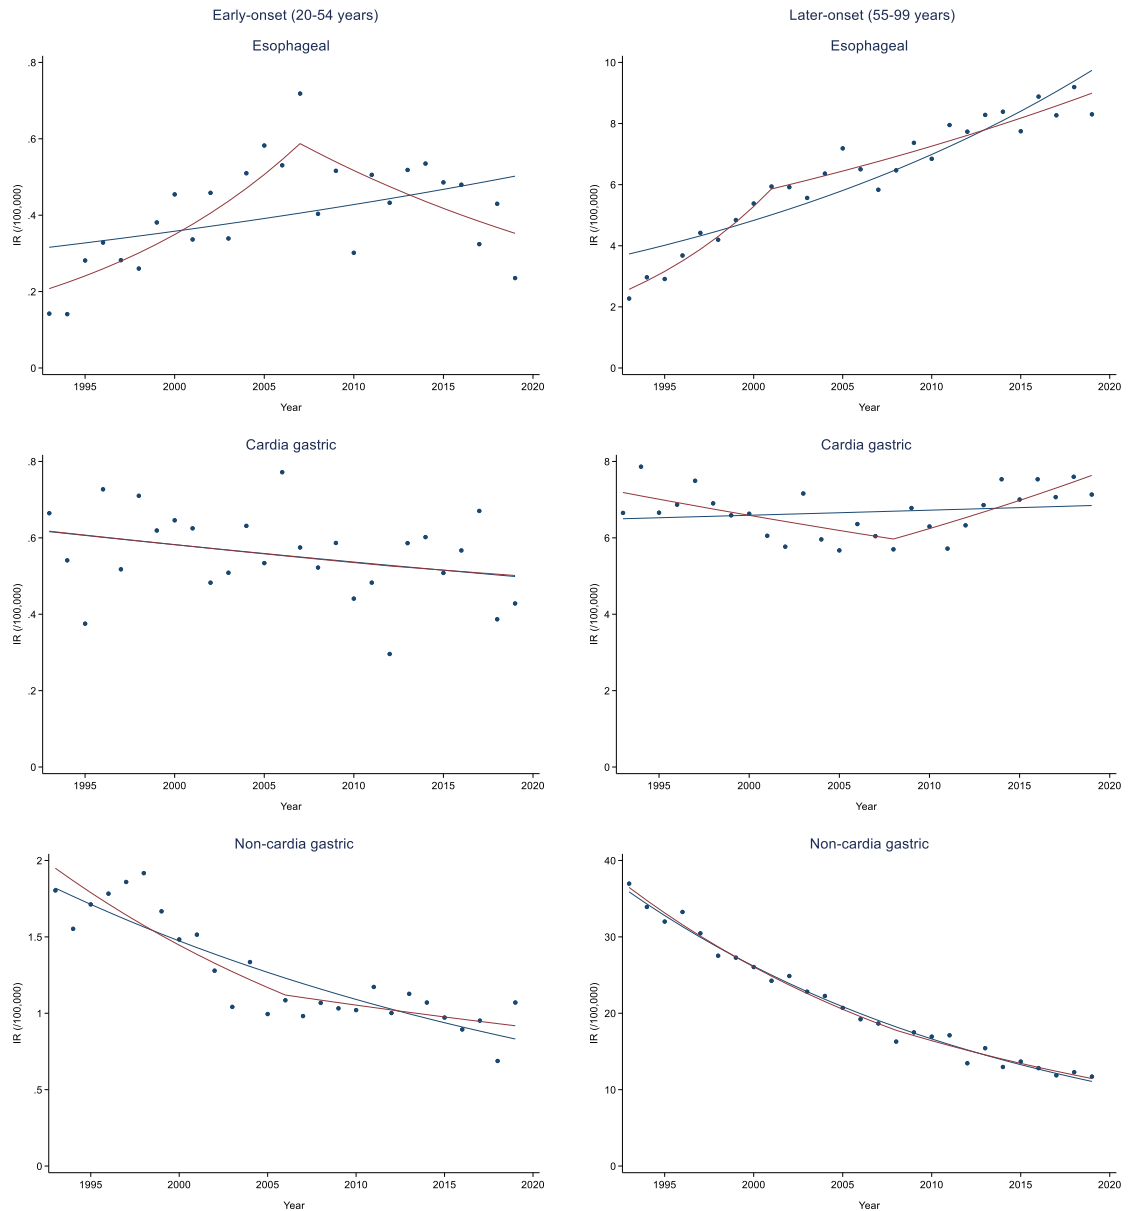 Early-onset (20-54 years)
Later-onset (55-99 years)
Esophageal
.8
.6
.4
.2
0
IR (/100,000)
1995 2000 2005 2010 2015 2020
Year
Esophageal
10
8
6
4
2
0
IR (/100,000)
1995 2000 2005 2010 2015 2020
Year
Cardia gastric
.8
.6
.4
.2
0
IR (/100,000)
1995 2000 2005 2010 2015 2020
Year
Cardia gastric
8
6
4
2
0
IR (/100,000)
1995 2000 2005 2010 2015 2020
Year
Non-cardia gastric
2
1.5
1
.5
0
IR (/100,000)
1995 2000 2005 2010 2015 2020
Year
Non-cardia gastric
40
30
20
10
0
IR (/100,000)
1995 2000 2005 2010 2015 2020
Year